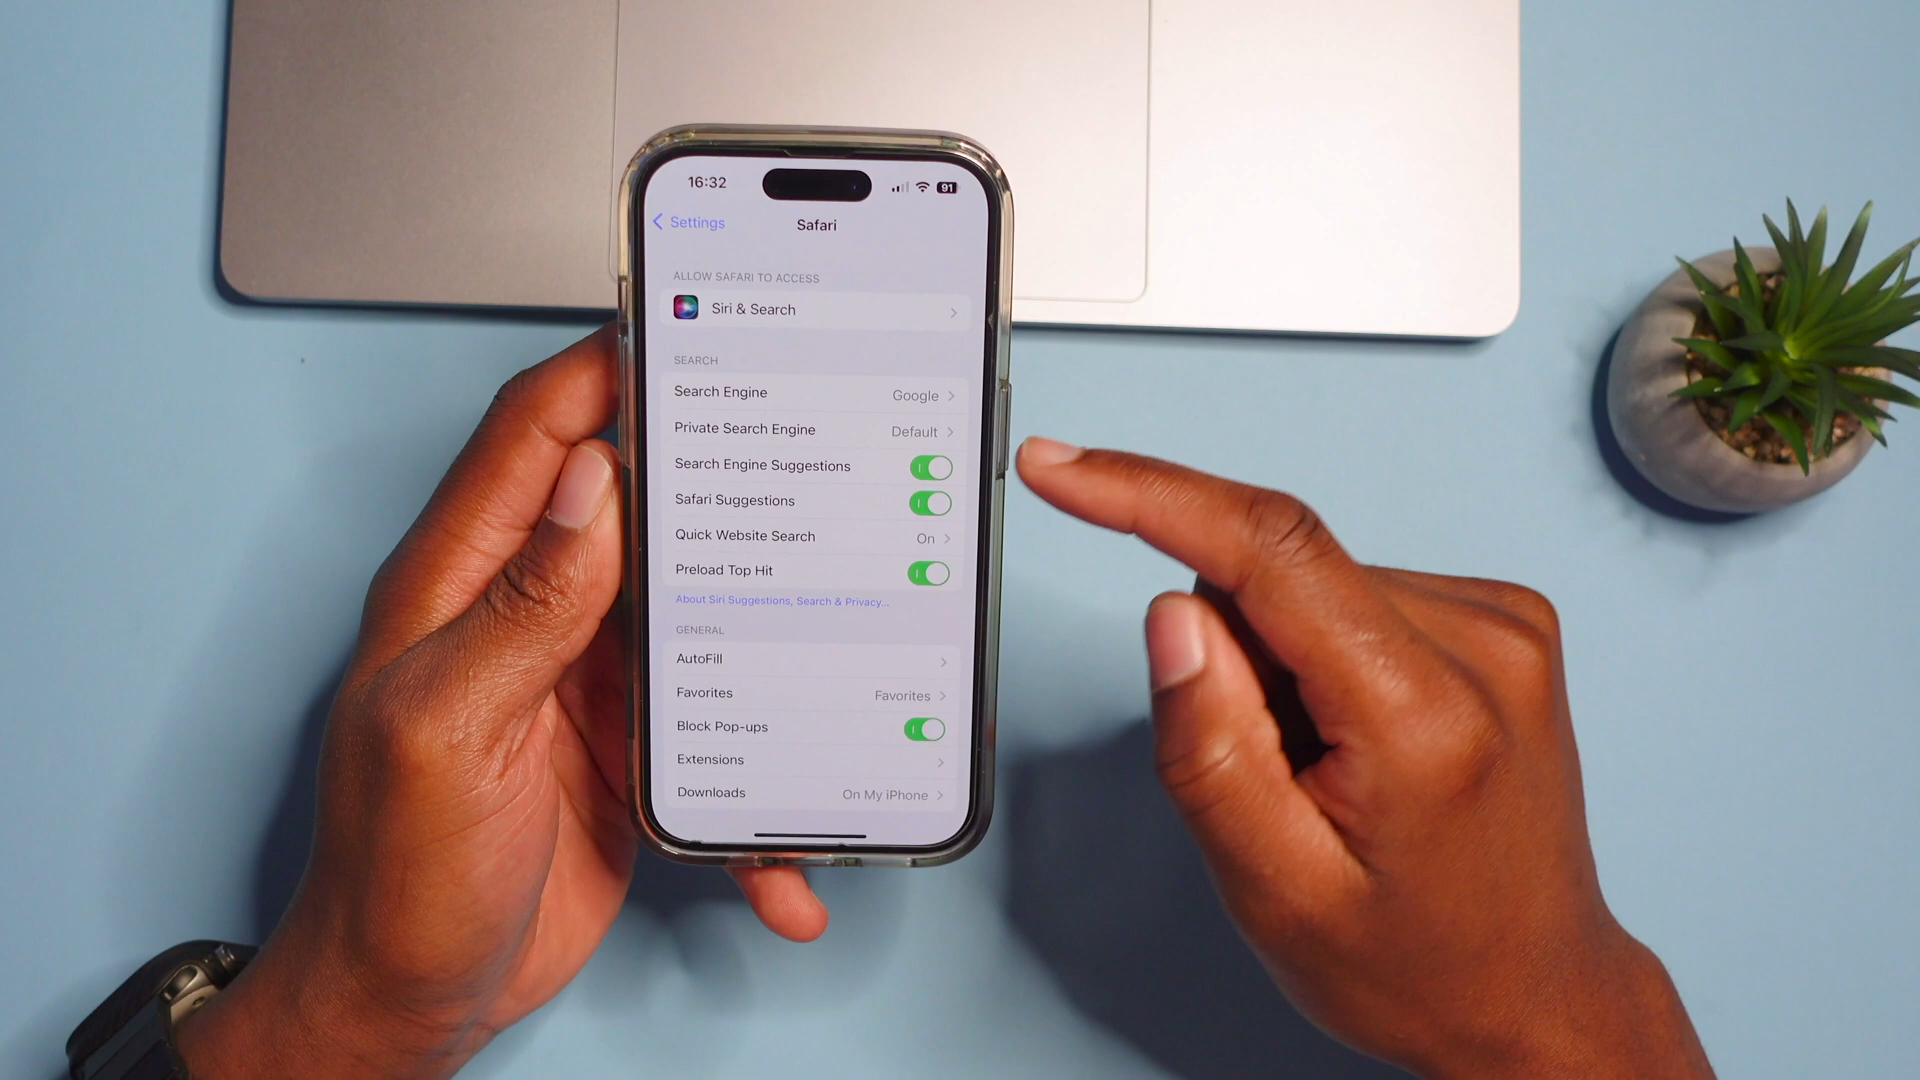 16:32
91
Settings
Safari
ALLOW SAFARI TO ACCESS
Siri & Search
SEARCH
Search Engine Google
Private Search Engine Default
Search Engine Suggestions
Safari Suggestions
Quick Website Search On
Preload Top Hit
About Siri Suggestions, Search & Privacy...
GENERAL
AutoFill
Favorites Favorites
Block Pop-ups
Extensions
Downloads On My iPhone